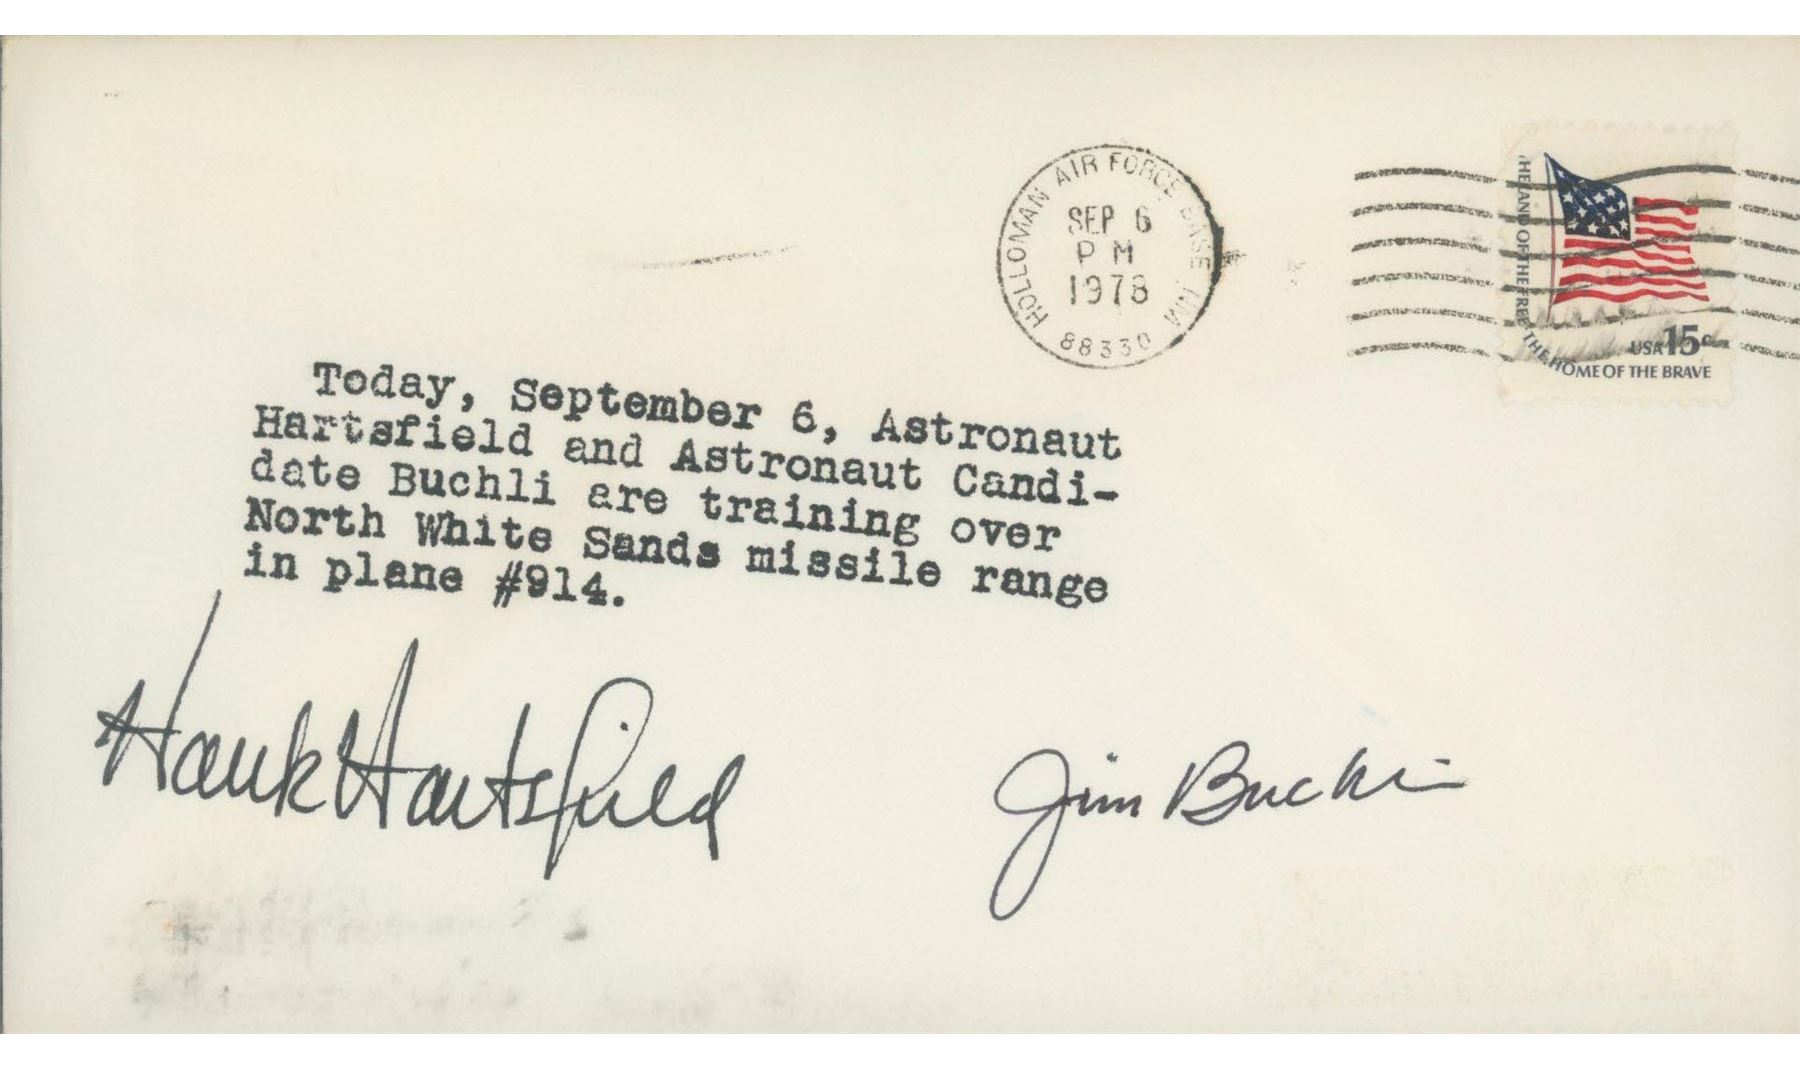 HOLLOMAN AIR FORCE BASE NM
SEP 6
PM
1978
88330
THE LAND OF THE FREE THE HOME OF THE BRAVE
USA 15c
Today, September 6, Astronaut
Hartsfield and Astronaut Candi-
date Buchli are training over
North White Sands missile range
in plane #914.
Hank Hartsfield
Jim Buchli